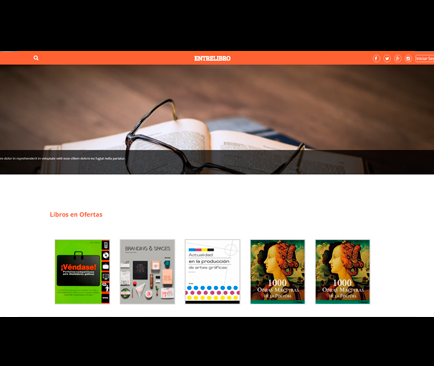 ENTRELIBRO
Iniciar Ses
Libros en Ofertas
¡Véndase!
BRANDING & SPACES
Actualidad
en la producción
de artes gráficas
1000
OBRAS MAESTRAS
DE LA PINTURA
1000
OBRAS MAESTRAS
DE LA PINTURA